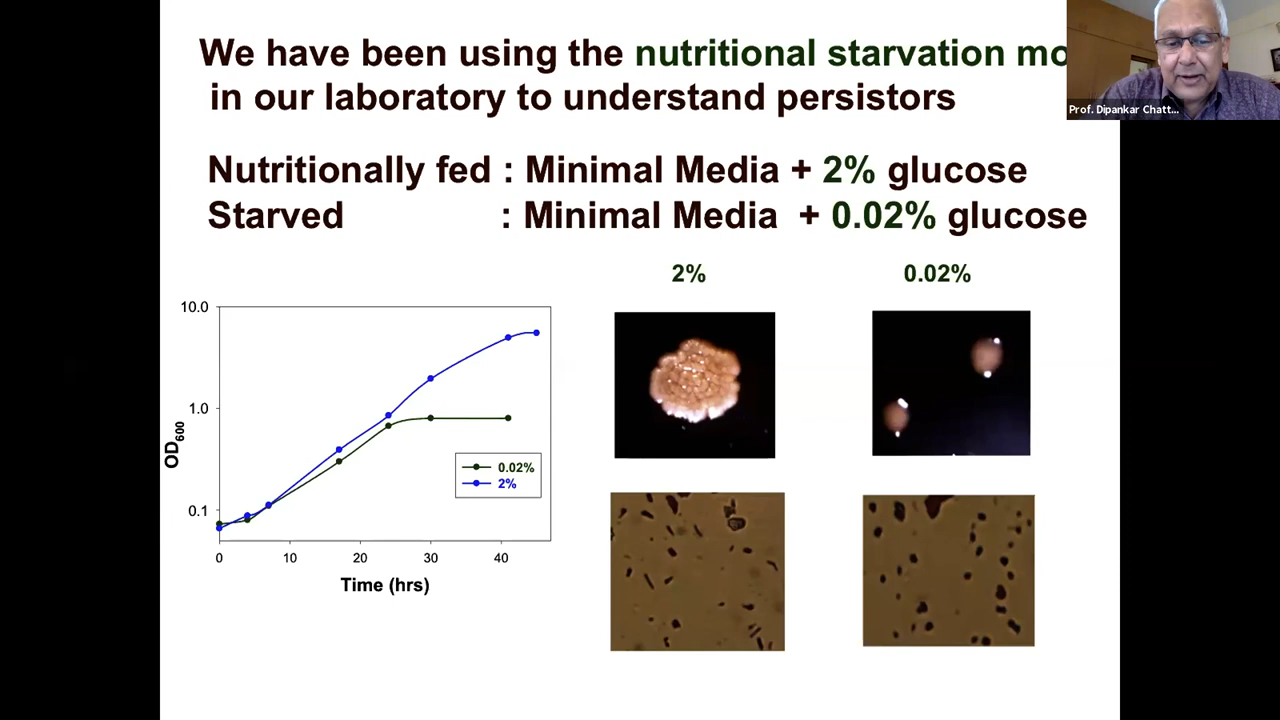 We have been using the nutritional starvation mo
in our laboratory to understand persistors
Prof. Dipankar Chatt...
Nutritionally fed : Minimal Media + 2% glucose
Starved : Minimal Media + 0.02% glucose
2% 0.02%
10.0
1.0
0.1
OD600
0.02%
2%
0 10 20 30 40
Time (hrs)